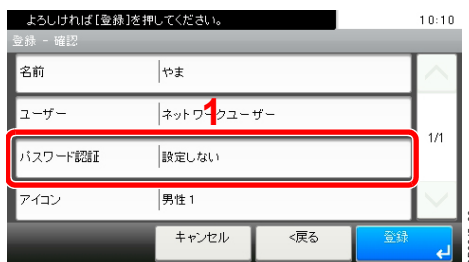 よろしければ[登録]を押してください。 10:10
登録 - 確認
名前 やま
ユーザー ネットワークユーザー
1
パスワード認証 設定しない
1/1
アイコン 男性1
キャンセル <戻る 登録